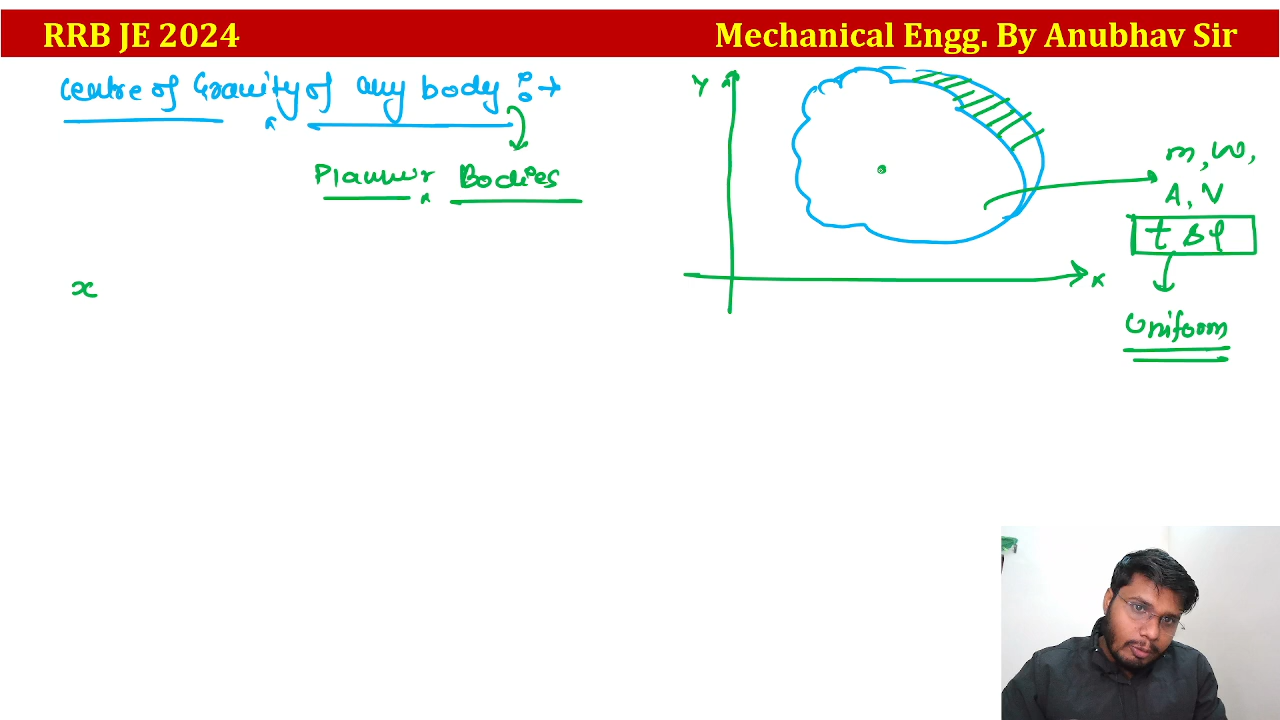 RRB JE 2024
Mechanical Engg. By Anubhav Sir
Centre of Gravity of any body :→
Planner Bodies
x
Y
X
m, W,
A, V
t & ρ
Uniform